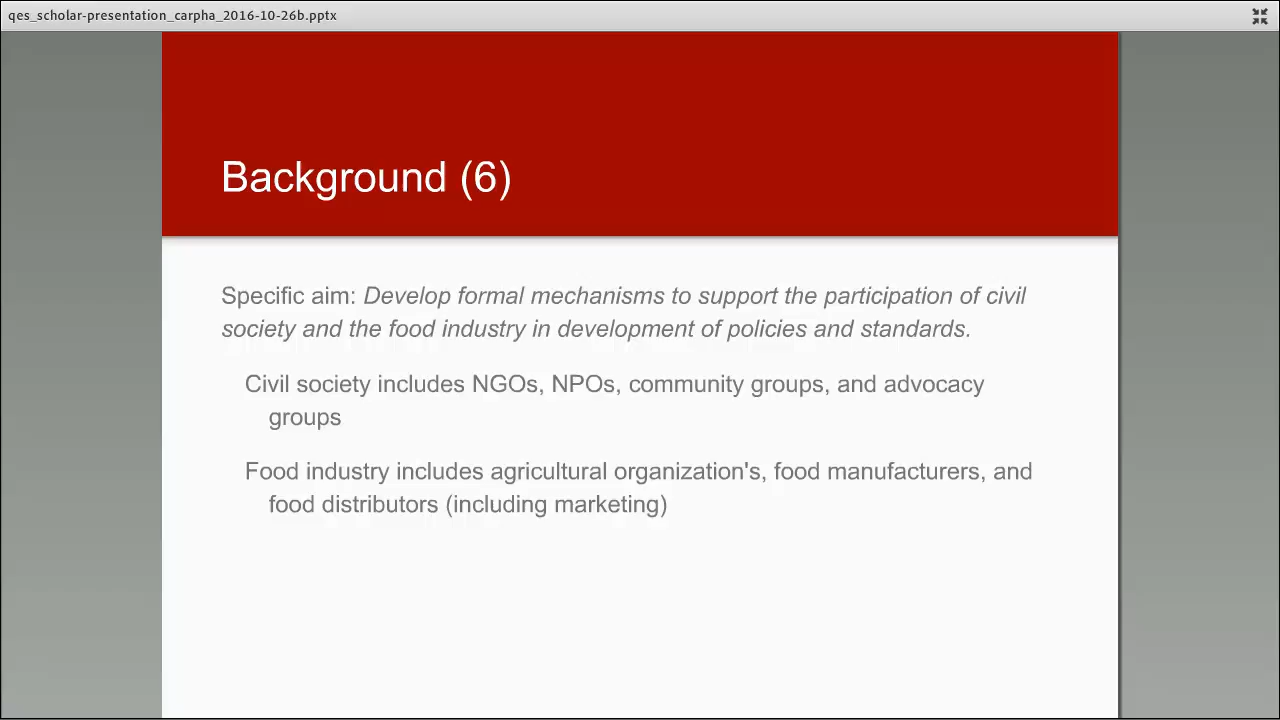 qes_scholar-presentation_carpha_2016-10-26b.pptx
Background (6)
Specific aim: Develop formal mechanisms to support the participation of civil
society and the food industry in development of policies and standards.
Civil society includes NGOs, NPOs, community groups, and advocacy
groups
Food industry includes agricultural organization's, food manufacturers, and
food distributors (including marketing)